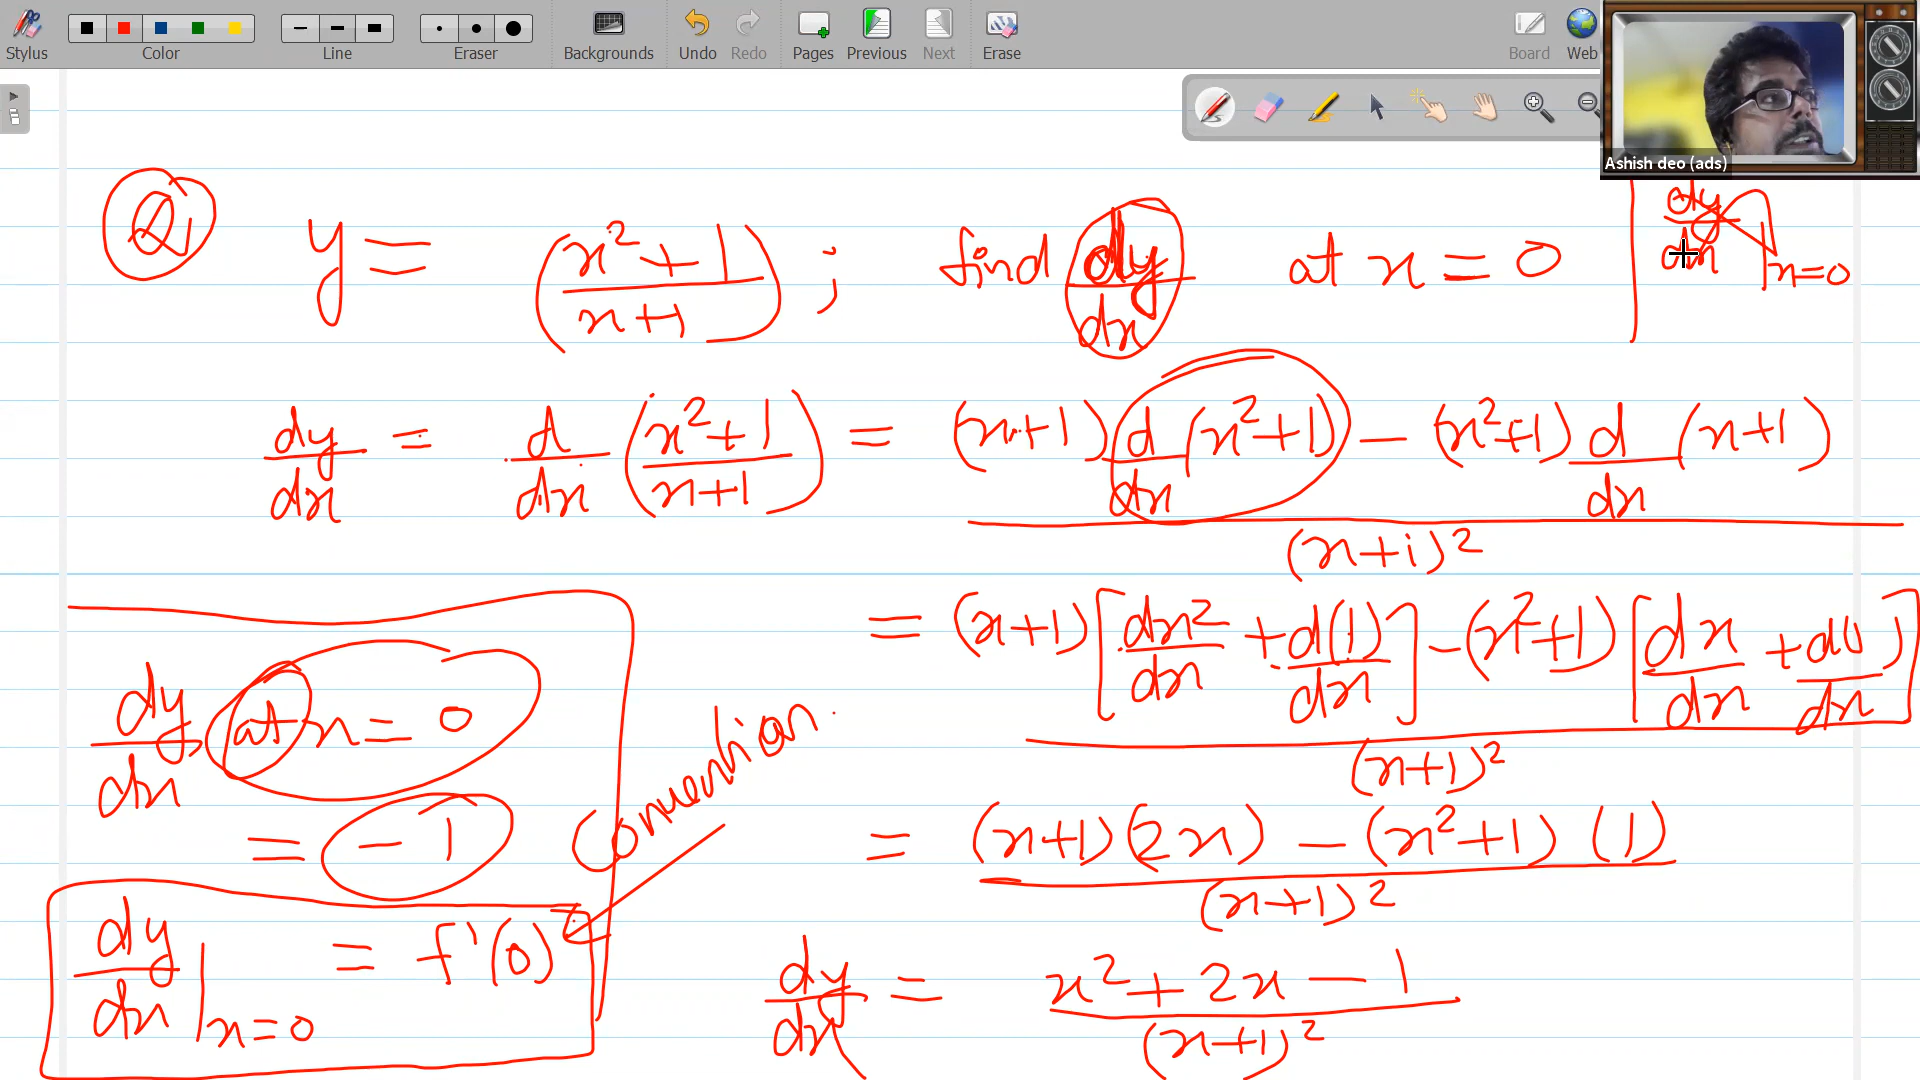 Stylus Color Line Eraser Backgrounds Undo Redo Pages Previous Next Erase Board Web
Ashish deo (ads)
Q1 y = (x²+1 / x+1) ; find dy/dx at x = 0 | dy/dx |x=0
dy/dx = d/dx (x²+1 / x+1) = (x+1) d/dx (x²+1) − (x²+1) d/dx (x+1) / (x+1)²
= (x+1) [dx²/dx + d(1)/dx] − (x²+1) [dx/dx + d(1)/dx] / (x+1)²
dy/dx at x = 0
= −1
Convention
= (x+1)(2x) − (x²+1) (1) / (x+1)²
dy/dx |x=0 = f'(0)
dy/dx = x² + 2x − 1 / (x+1)²